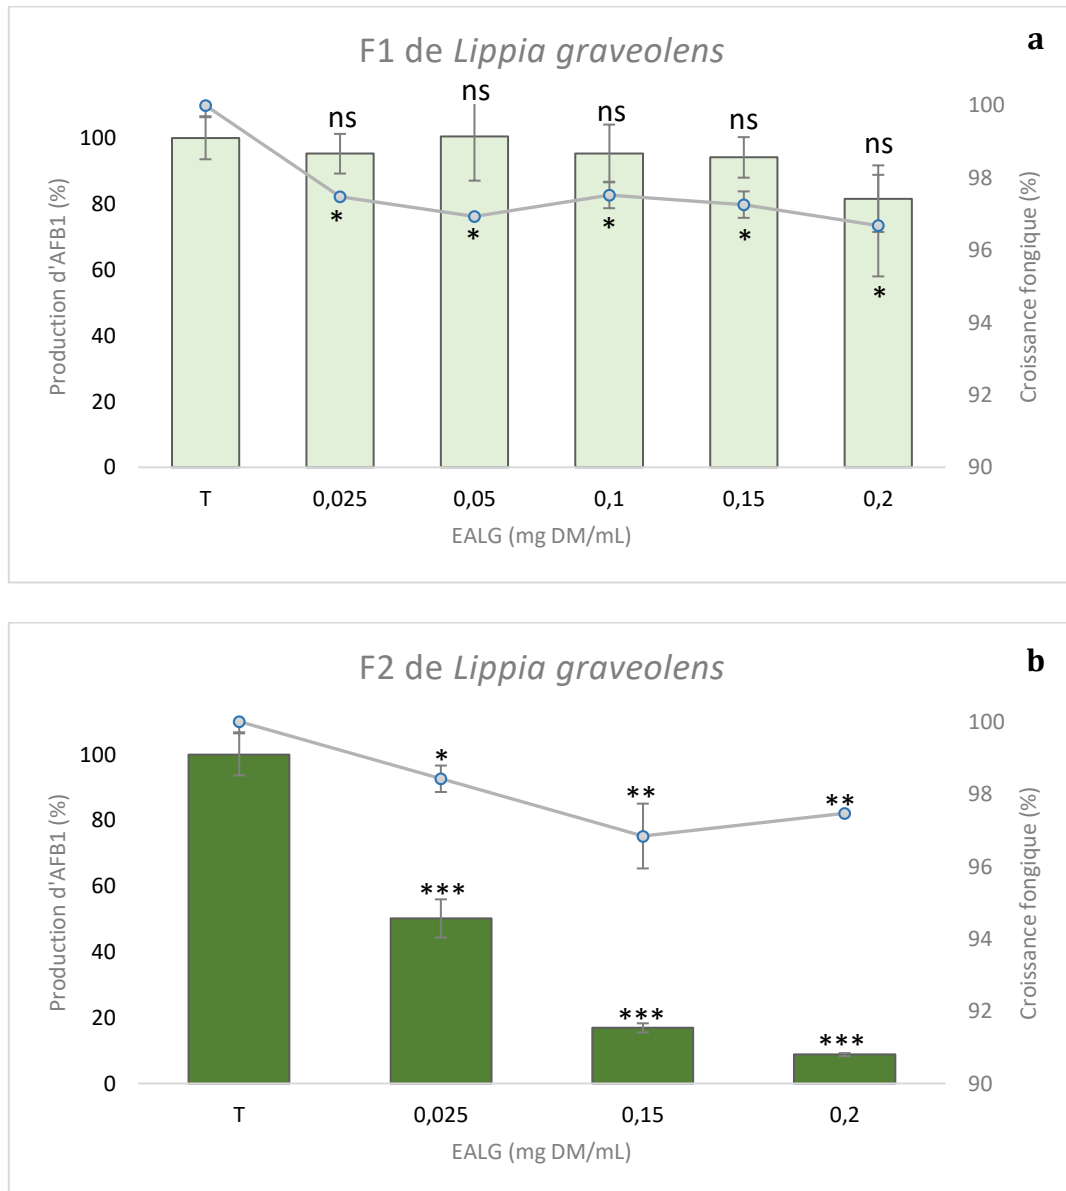 F1 de Lippia graveolens
a
ns
ns
ns
ns
ns
*
*
*
*
*
Production d'AFB1 (%)
100
80
60
40
20
0
Croissance fongique (%)
100
98
96
94
92
90
T 0,025 0,05 0,1 0,15 0,2
EALG (mg DM/mL)
F2 de Lippia graveolens
b
*
**
**
***
***
***
Production d'AFB1 (%)
100
80
60
40
20
0
Croissance fongique (%)
100
98
96
94
92
90
T 0,025 0,15 0,2
EALG (mg DM/mL)